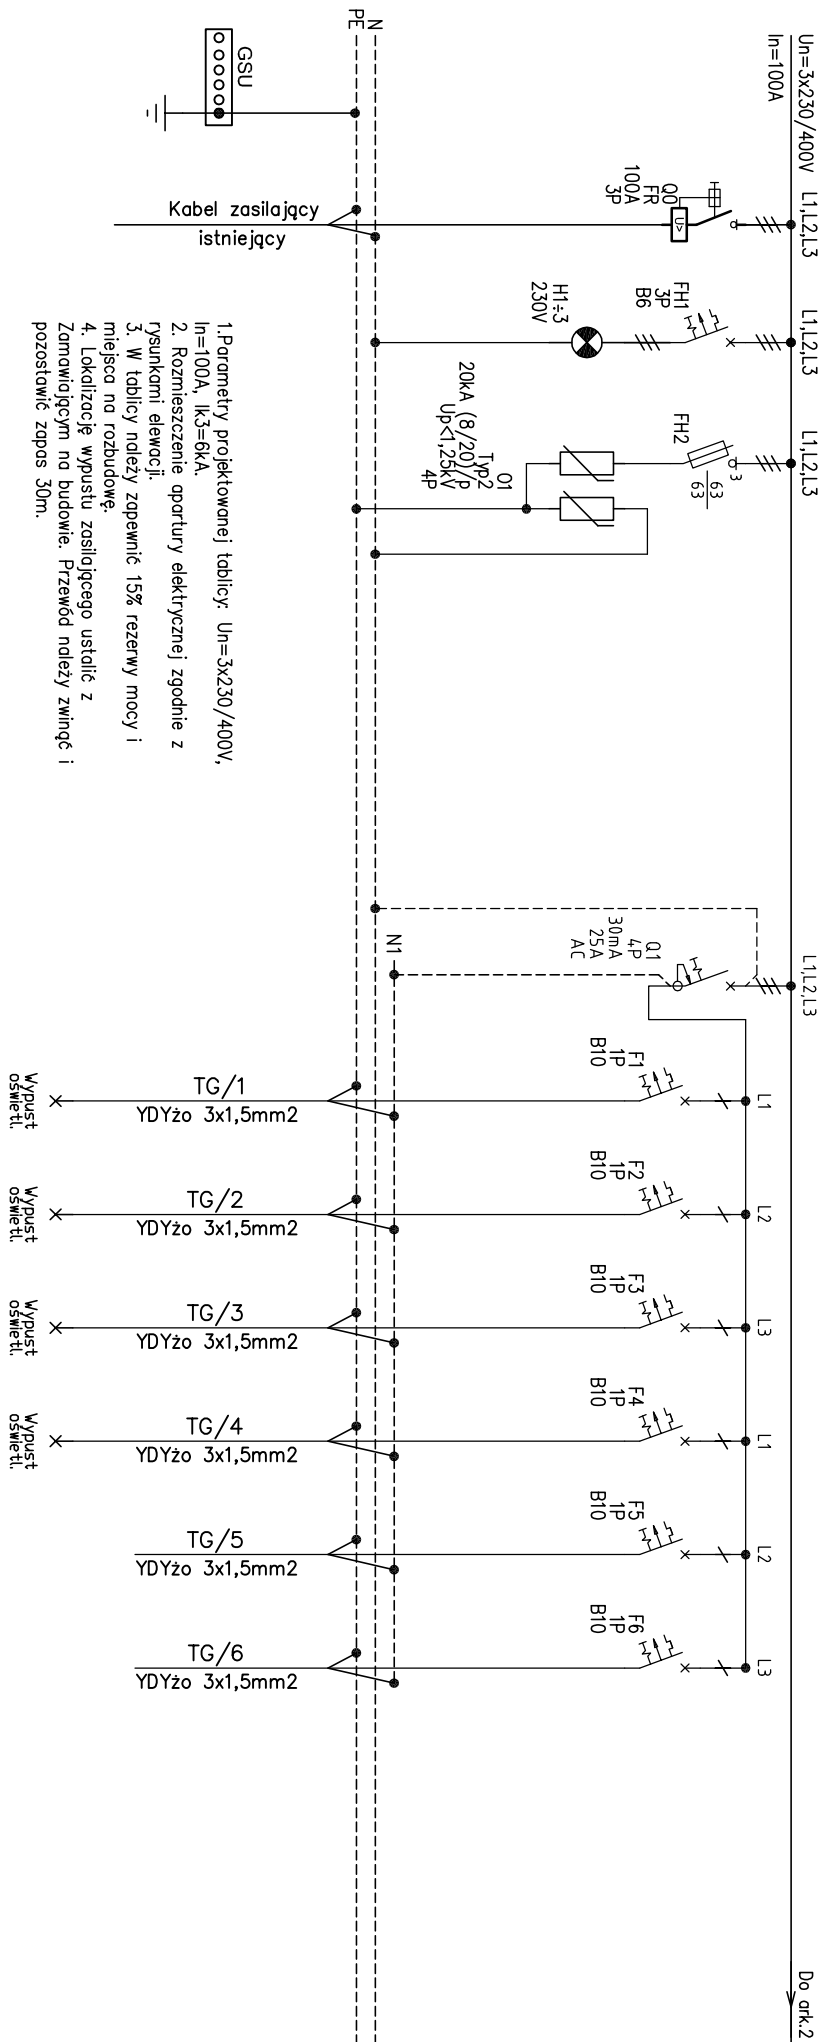 Un=3x230/400V
In=100A
L1,L2,L3
L1,L2,L3
L1,L2,L3
L1,L2,L3
Do ark.2
Q0
FR
100A
3P
U>
FH1
3P
B6
H1÷3
230V
FH2
3
63
63
O1
Typ2
20kA (8/20)/p
Up<1,25kV
4P
Q1
4P
30mA
25A
AC
L1
L2
L3
L1
L2
L3
F1
1P
B10
F2
1P
B10
F3
1P
B10
F4
1P
B10
F5
1P
B10
F6
1P
B10
N1
N
PE
GSU
Kabel zasilający
istniejący
TG/1
YDYżo 3x1,5mm2
TG/2
YDYżo 3x1,5mm2
TG/3
YDYżo 3x1,5mm2
TG/4
YDYżo 3x1,5mm2
TG/5
YDYżo 3x1,5mm2
TG/6
YDYżo 3x1,5mm2
Wypust
oświetl.
Wypust
oświetl.
Wypust
oświetl.
Wypust
oświetl.
1.Parametry projektowanej tablicy: Un=3x230/400V,
In=100A, Ik3=6kA.
2. Rozmieszczenie apartury elektrycznej zgodnie z
rysunkami elewacji.
3. W tablicy należy zapewnić 15% rezerwy mocy i
miejsca na rozbudowę.
4. Lokalizację wypustu zasilającego ustalić z
Zamawiającym na budowie. Przewód należy zwinąć i
pozostawić zapas 30m.